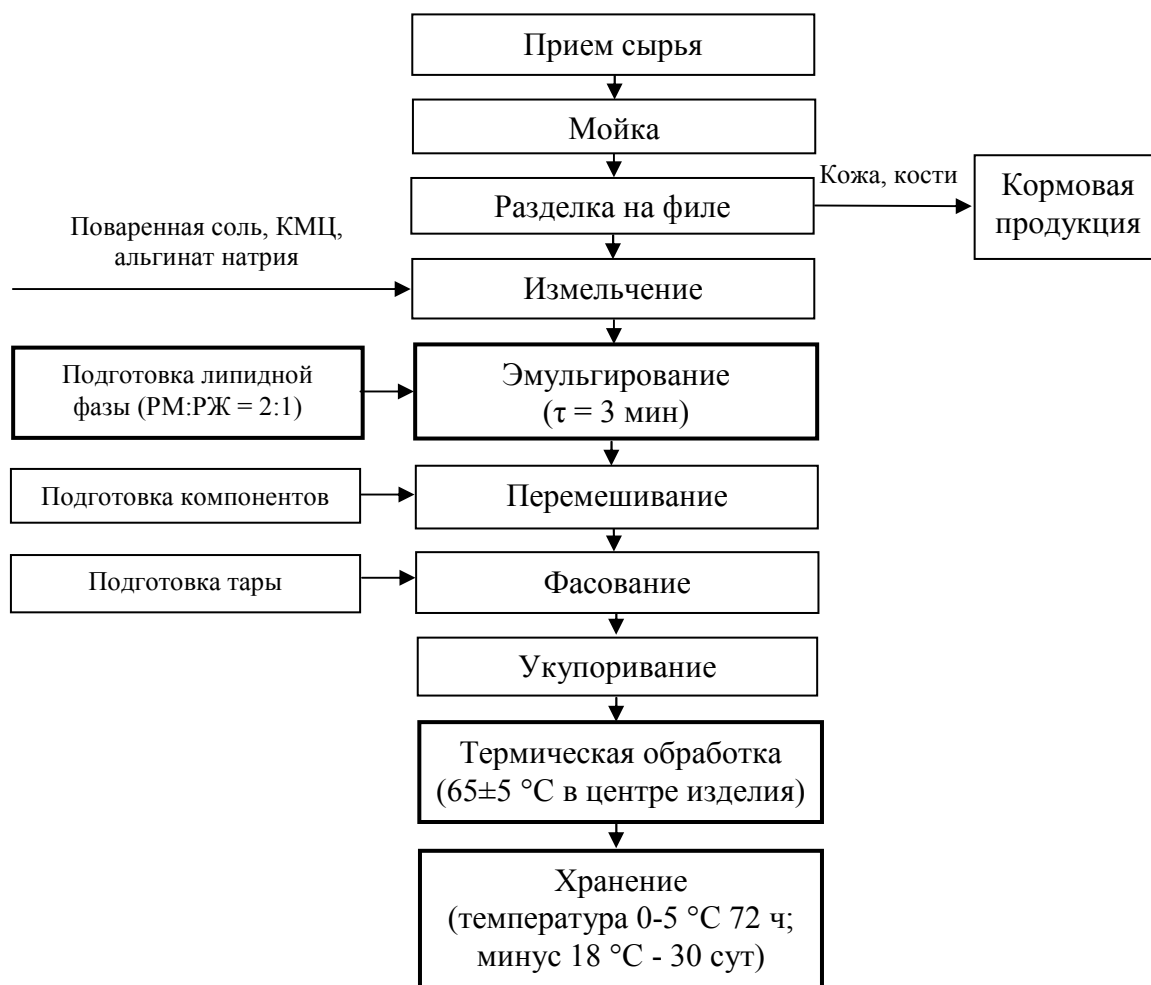 Прием сырья
Мойка
Кожа, кости
Кормовая
продукция
Разделка на филе
Поваренная соль, КМЦ,
альгинат натрия
Измельчение
Подготовка липидной
фазы (РМ:РЖ = 2:1)
Эмульгирование
(τ = 3 мин)
Подготовка компонентов
Перемешивание
Подготовка тары
Фасование
Укупоривание
Термическая обработка
(65±5 °С в центре изделия)
Хранение
(температура 0-5 °С 72 ч;
минус 18 °С - 30 сут)